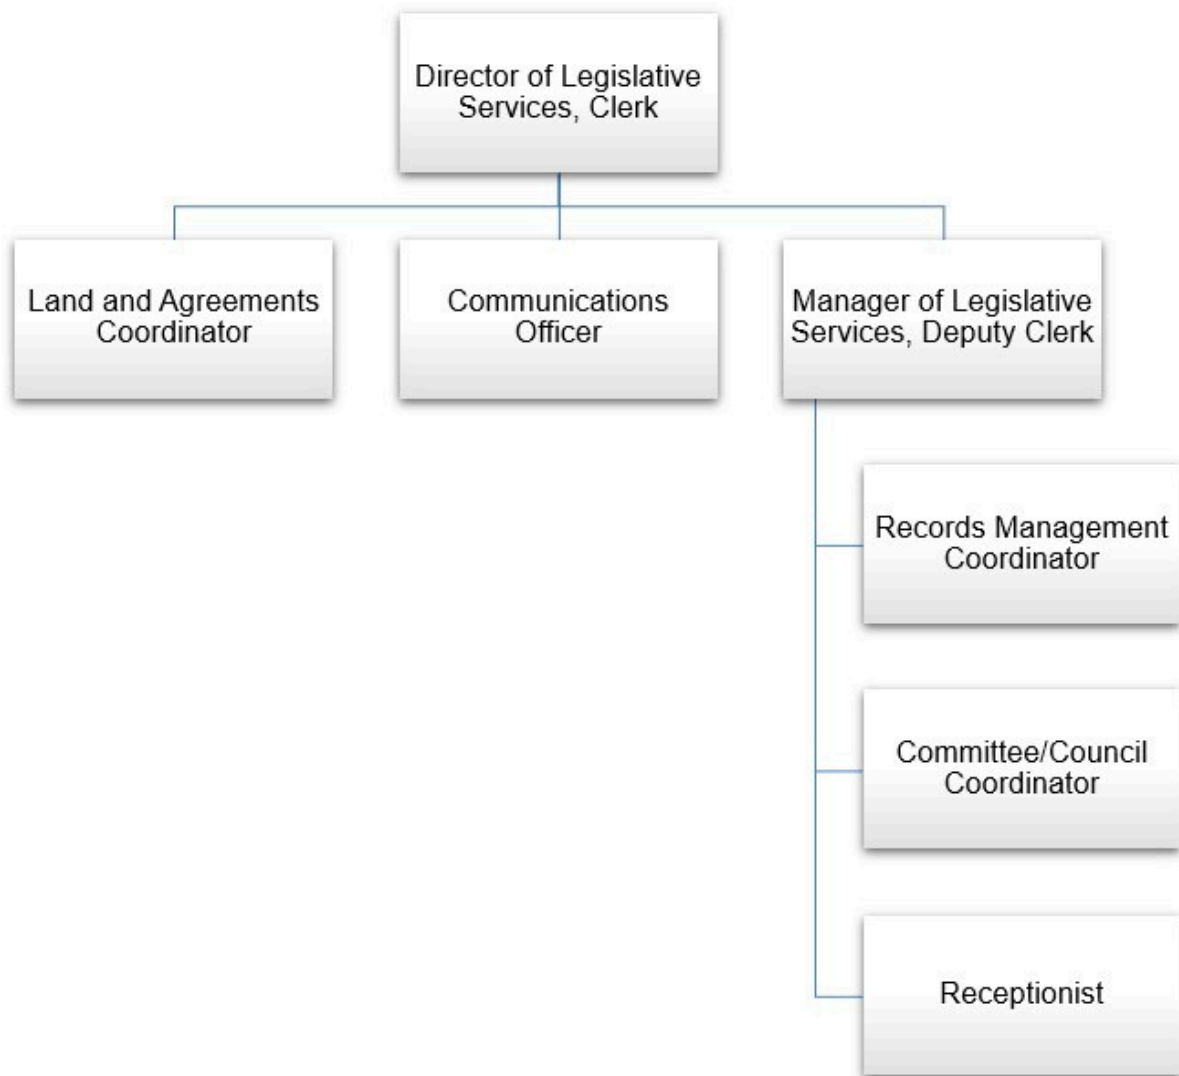 Director of Legislative
Services, Clerk
Land and Agreements
Coordinator
Communications
Officer
Manager of Legislative
Services, Deputy Clerk
Records Management
Coordinator
Committee/Council
Coordinator
Receptionist